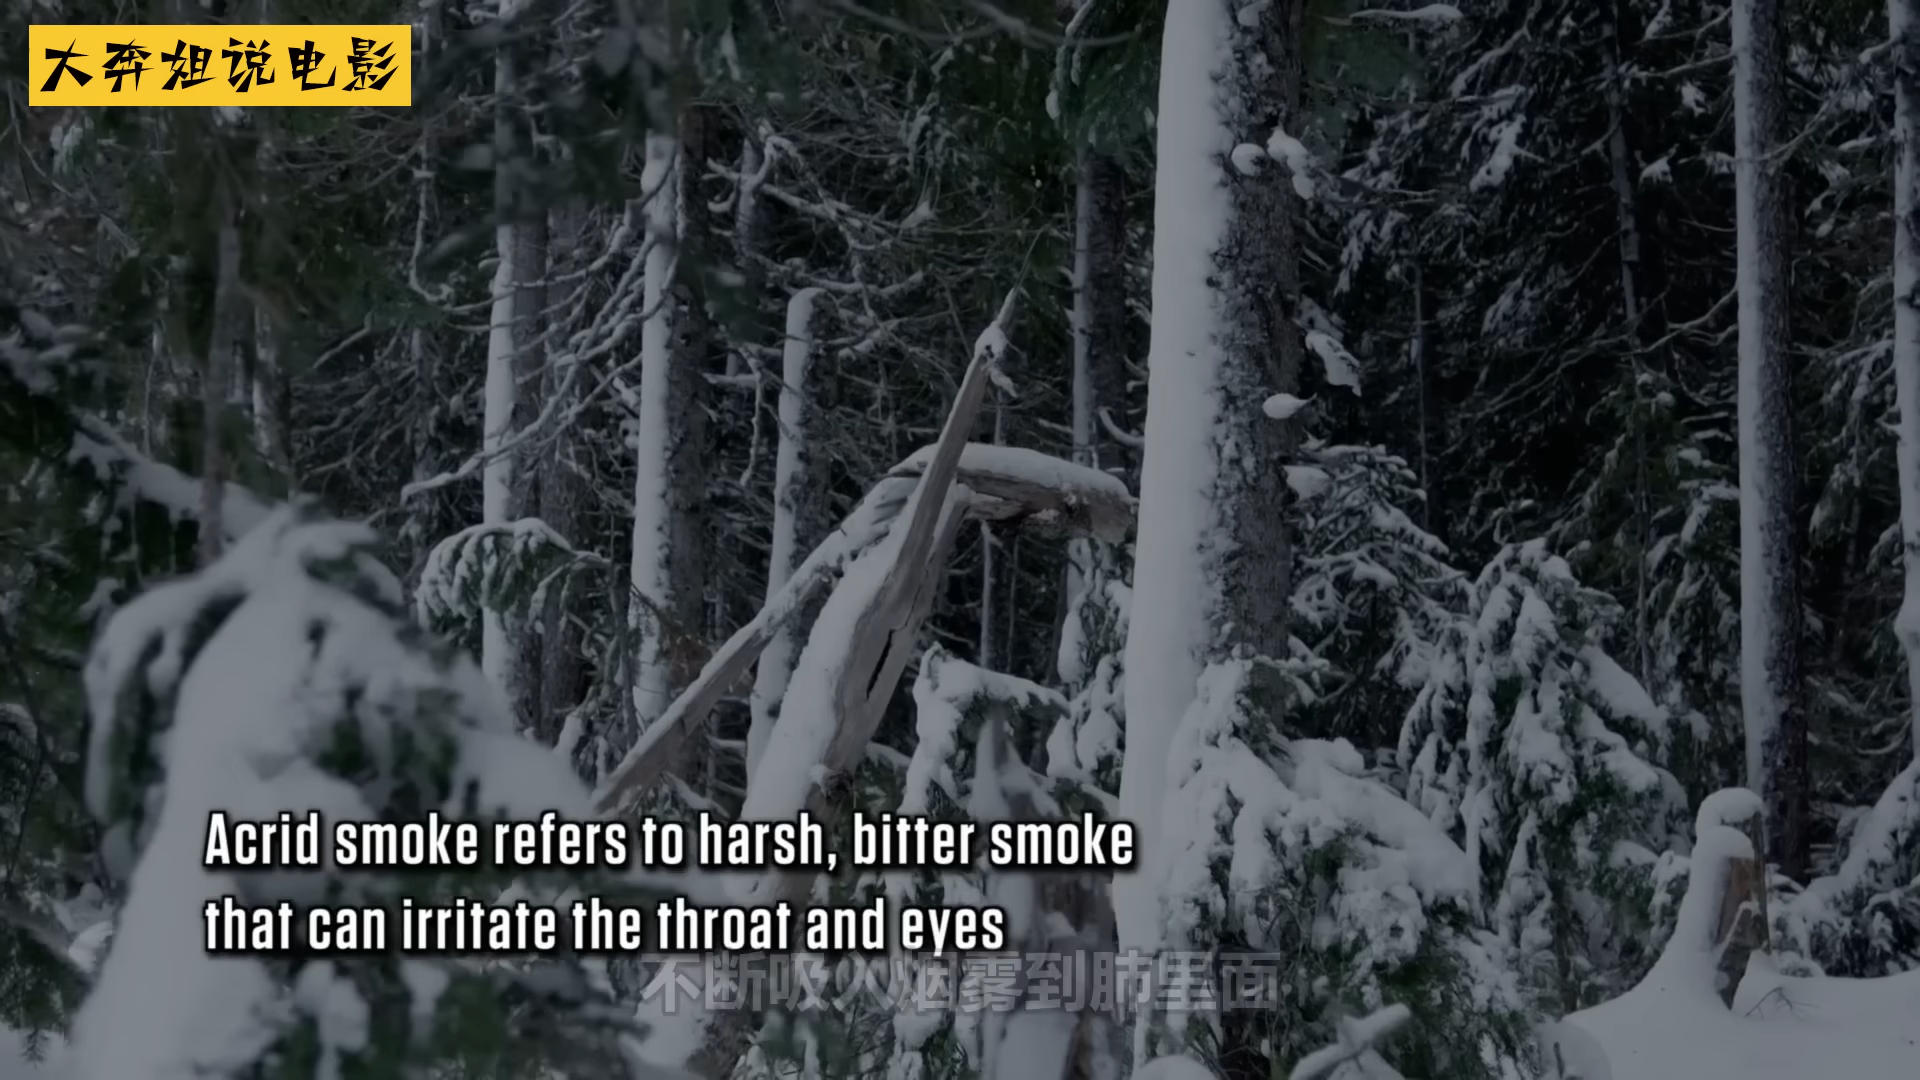 大奔姐说电影
Acrid smoke refers to harsh, bitter smoke
that can irritate the throat and eyes
不断吸入烟雾到肺里面